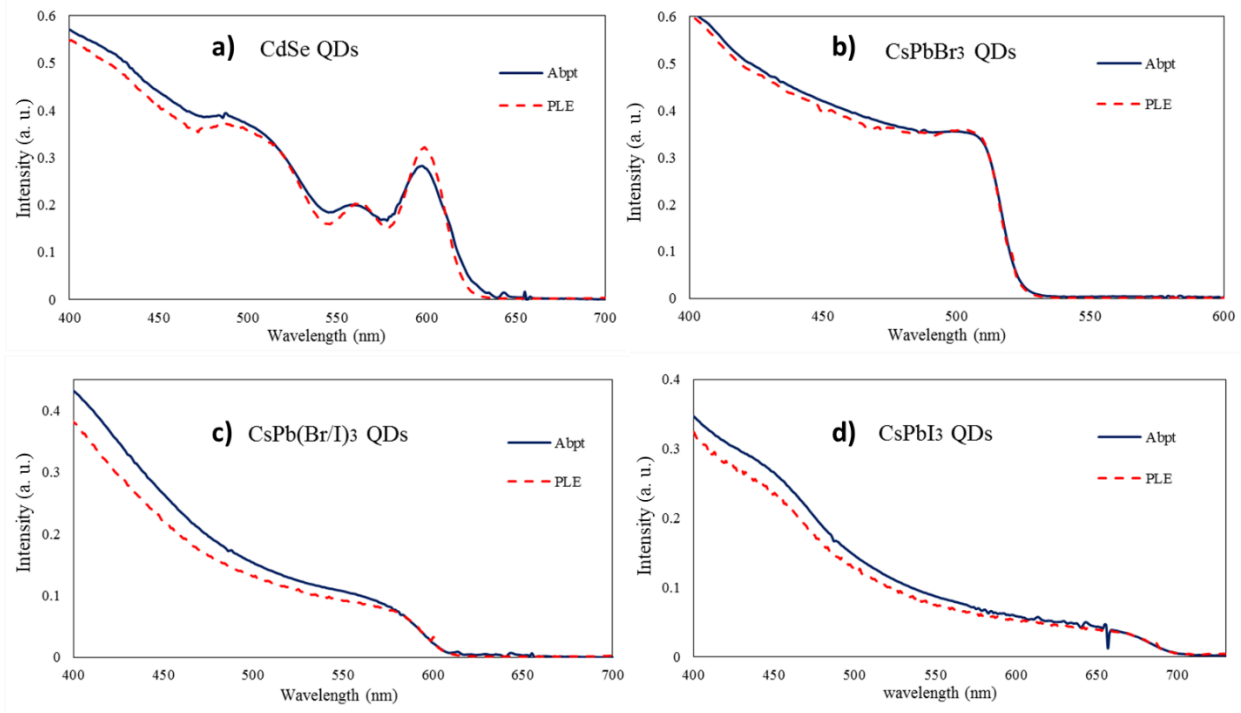 a) CdSe QDs
Abpt
PLE
Intensity (a. u.)
0.6
0.5
0.4
0.3
0.2
0.1
0
400 450 500 550 600 650 700
Wavelength (nm)
b) CsPbBr3 QDs
Abpt
PLE
Intensity (a. u.)
0.6
0.5
0.4
0.3
0.2
0.1
0
400 450 500 550 600
Wavelength (nm)
c) CsPb(Br/I)3 QDs
Abpt
PLE
Intensity (a. u.)
0.4
0.3
0.2
0.1
0
400 450 500 550 600 650 700
Wavelength (nm)
d) CsPbI3 QDs
Abpt
PLE
Intensity (a. u.)
0.4
0.3
0.2
0.1
0
400 450 500 550 600 650 700
wavelength (nm)